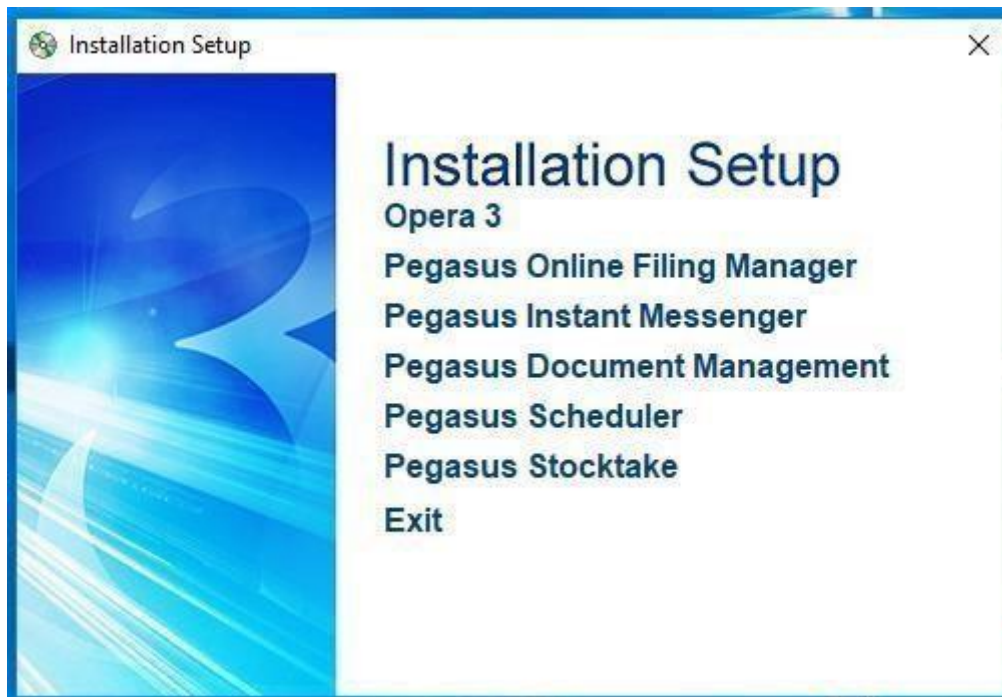 Installation Setup
Installation Setup
Opera 3
Pegasus Online Filing Manager
Pegasus Instant Messenger
Pegasus Document Management
Pegasus Scheduler
Pegasus Stocktake
Exit